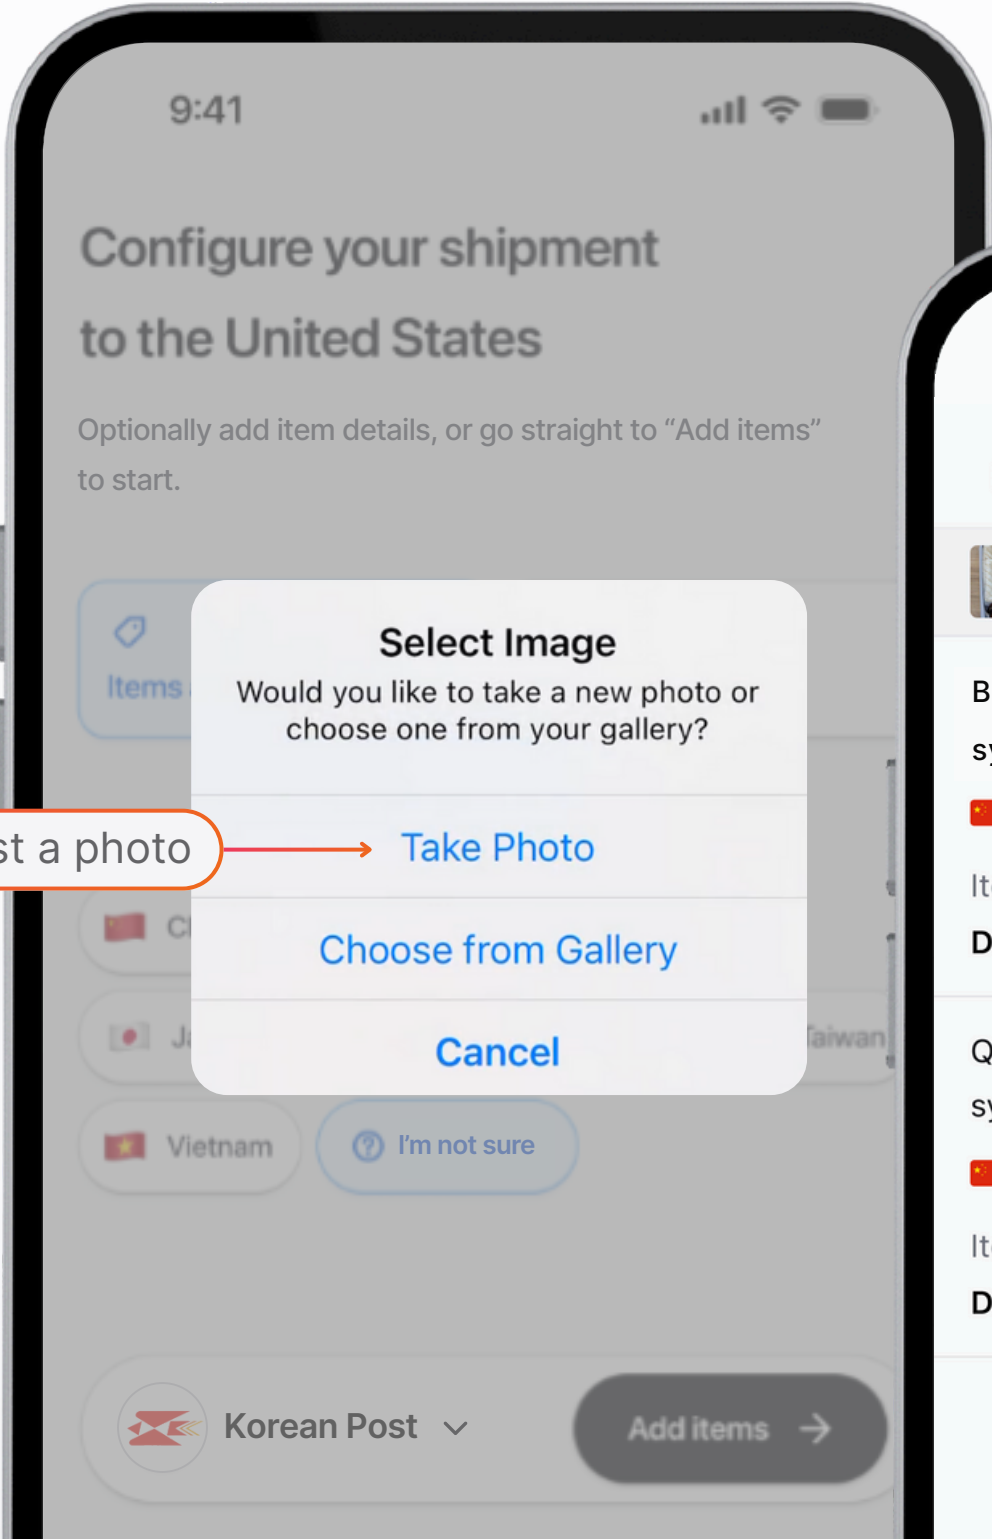 9:41
Configure your shipment
to the United States
Optionally add item details, or go straight to “Add items”
to start.
Items
Select Image
Would you like to take a new photo or
choose one from your gallery?
a photo
Take Photo
Choose from Gallery
Cancel
Taiwan
Vietnam
I’m not sure
Korean Post
Add items